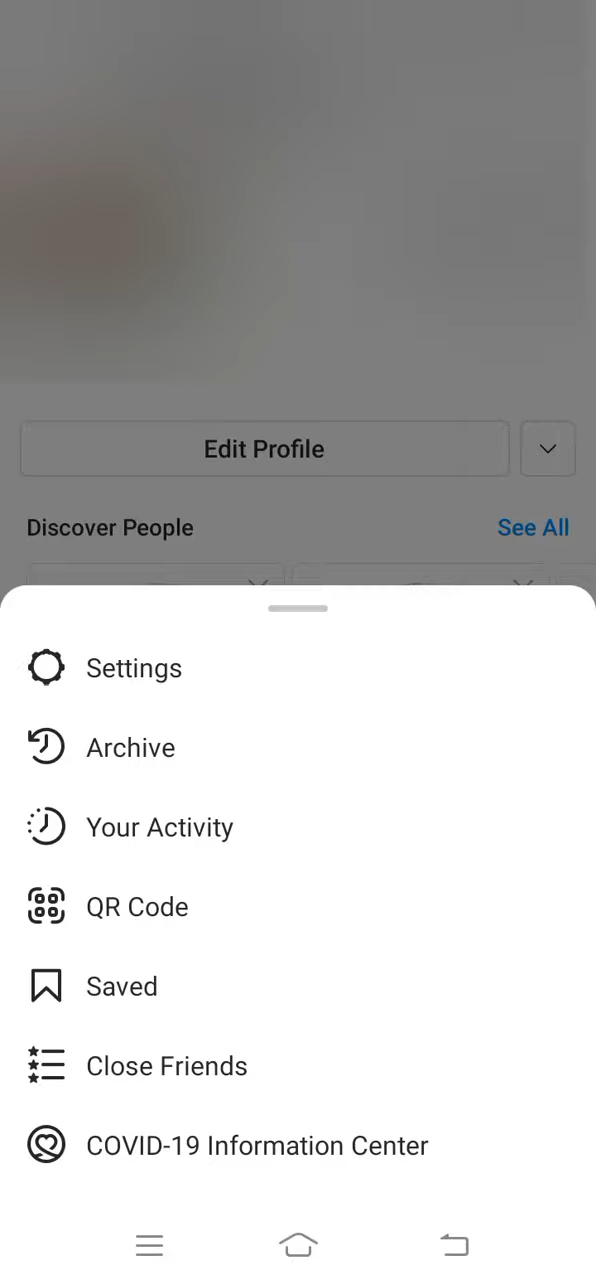 Edit Profile
Discover People
See All
Settings
Archive
Your Activity
QR Code
Saved
Close Friends
COVID-19 Information Center